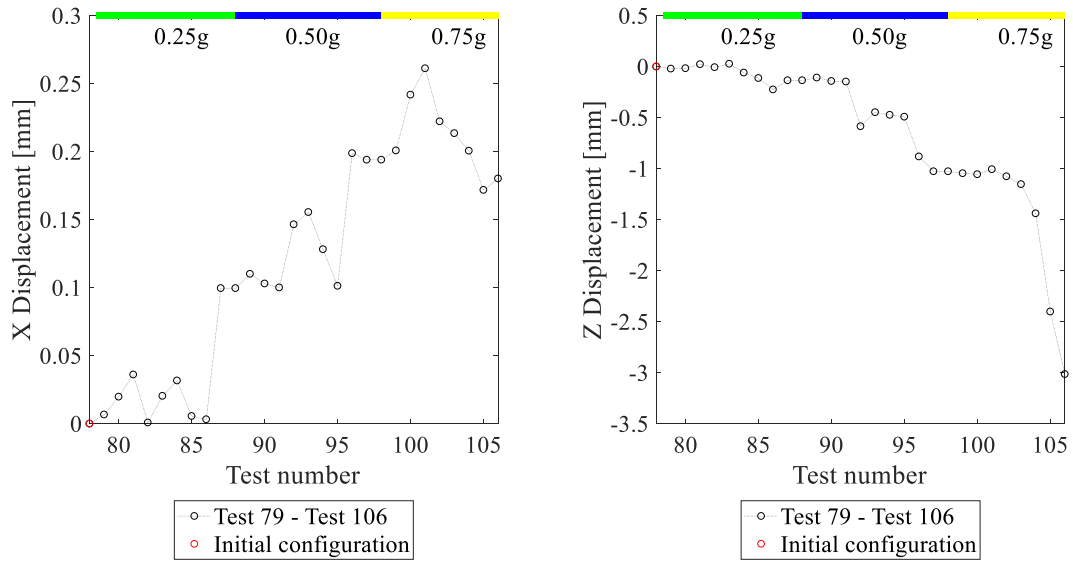 0.3
0.25g 0.50g 0.75g
0.25
0.2
0.15
0.1
0.05
0
X Displacement [mm]
80 85 90 95 100 105
Test number
Test 79 - Test 106
Initial configuration
0.5
0.25g 0.50g 0.75g
0
-0.5
-1
-1.5
-2
-2.5
-3
-3.5
Z Displacement [mm]
80 85 90 95 100 105
Test number
Test 79 - Test 106
Initial configuration